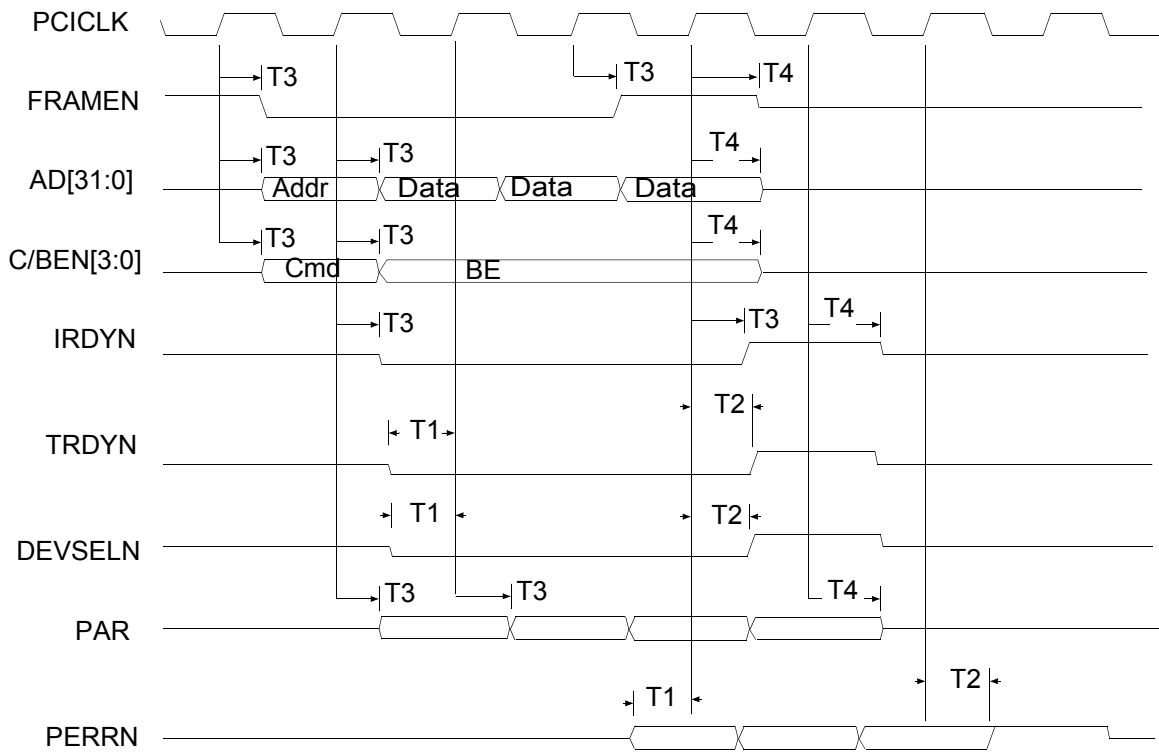 PCICLK
T3 T3 T4
FRAMEN
T3 T3 T4
AD[31:0]
Addr Data Data Data
T3 T3 T4
C/BEN[3:0]
Cmd BE
T3 T3 T4
IRDYN
T2
T1
TRDYN
T1 T2
DEVSELN
T3 T3 T4
PAR
T1 T2
PERRN